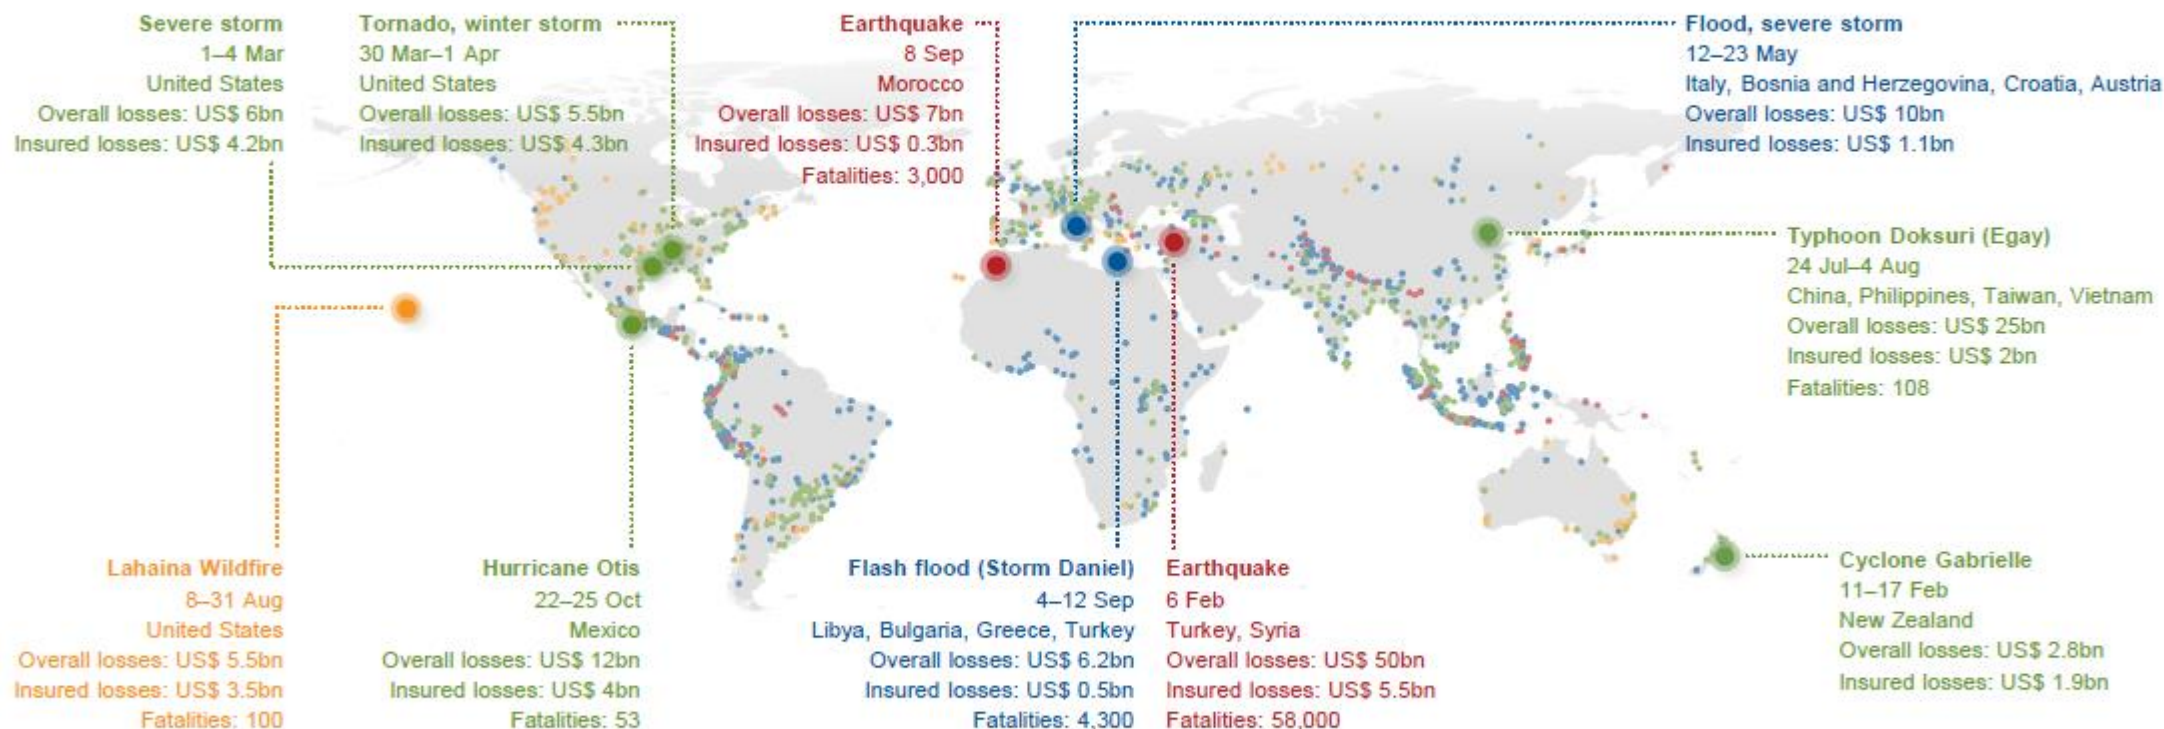 Severe storm
1–4 Mar
United States
Overall losses: US$ 6bn
Insured losses: US$ 4.2bn
Tornado, winter storm
30 Mar–1 Apr
United States
Overall losses: US$ 5.5bn
Insured losses: US$ 4.3bn
Earthquake
8 Sep
Morocco
Overall losses: US$ 7bn
Insured losses: US$ 0.3bn
Fatalities: 3,000
Flood, severe storm
12–23 May
Italy, Bosnia and Herzegovina, Croatia, Austria
Overall losses: US$ 10bn
Insured losses: US$ 1.1bn
Typhoon Doksuri (Egay)
24 Jul–4 Aug
China, Philippines, Taiwan, Vietnam
Overall losses: US$ 25bn
Insured losses: US$ 2bn
Fatalities: 108
Lahaina Wildfire
8–31 Aug
United States
Overall losses: US$ 5.5bn
Insured losses: US$ 3.5bn
Fatalities: 100
Hurricane Otis
22–25 Oct
Mexico
Overall losses: US$ 12bn
Insured losses: US$ 4bn
Fatalities: 53
Flash flood (Storm Daniel)
4–12 Sep
Libya, Bulgaria, Greece, Turkey
Overall losses: US$ 6.2bn
Insured losses: US$ 0.5bn
Fatalities: 4,300
Earthquake
6 Feb
Turkey, Syria
Overall losses: US$ 50bn
Insured losses: US$ 5.5bn
Fatalities: 58,000
Cyclone Gabrielle
11–17 Feb
New Zealand
Overall losses: US$ 2.8bn
Insured losses: US$ 1.9bn